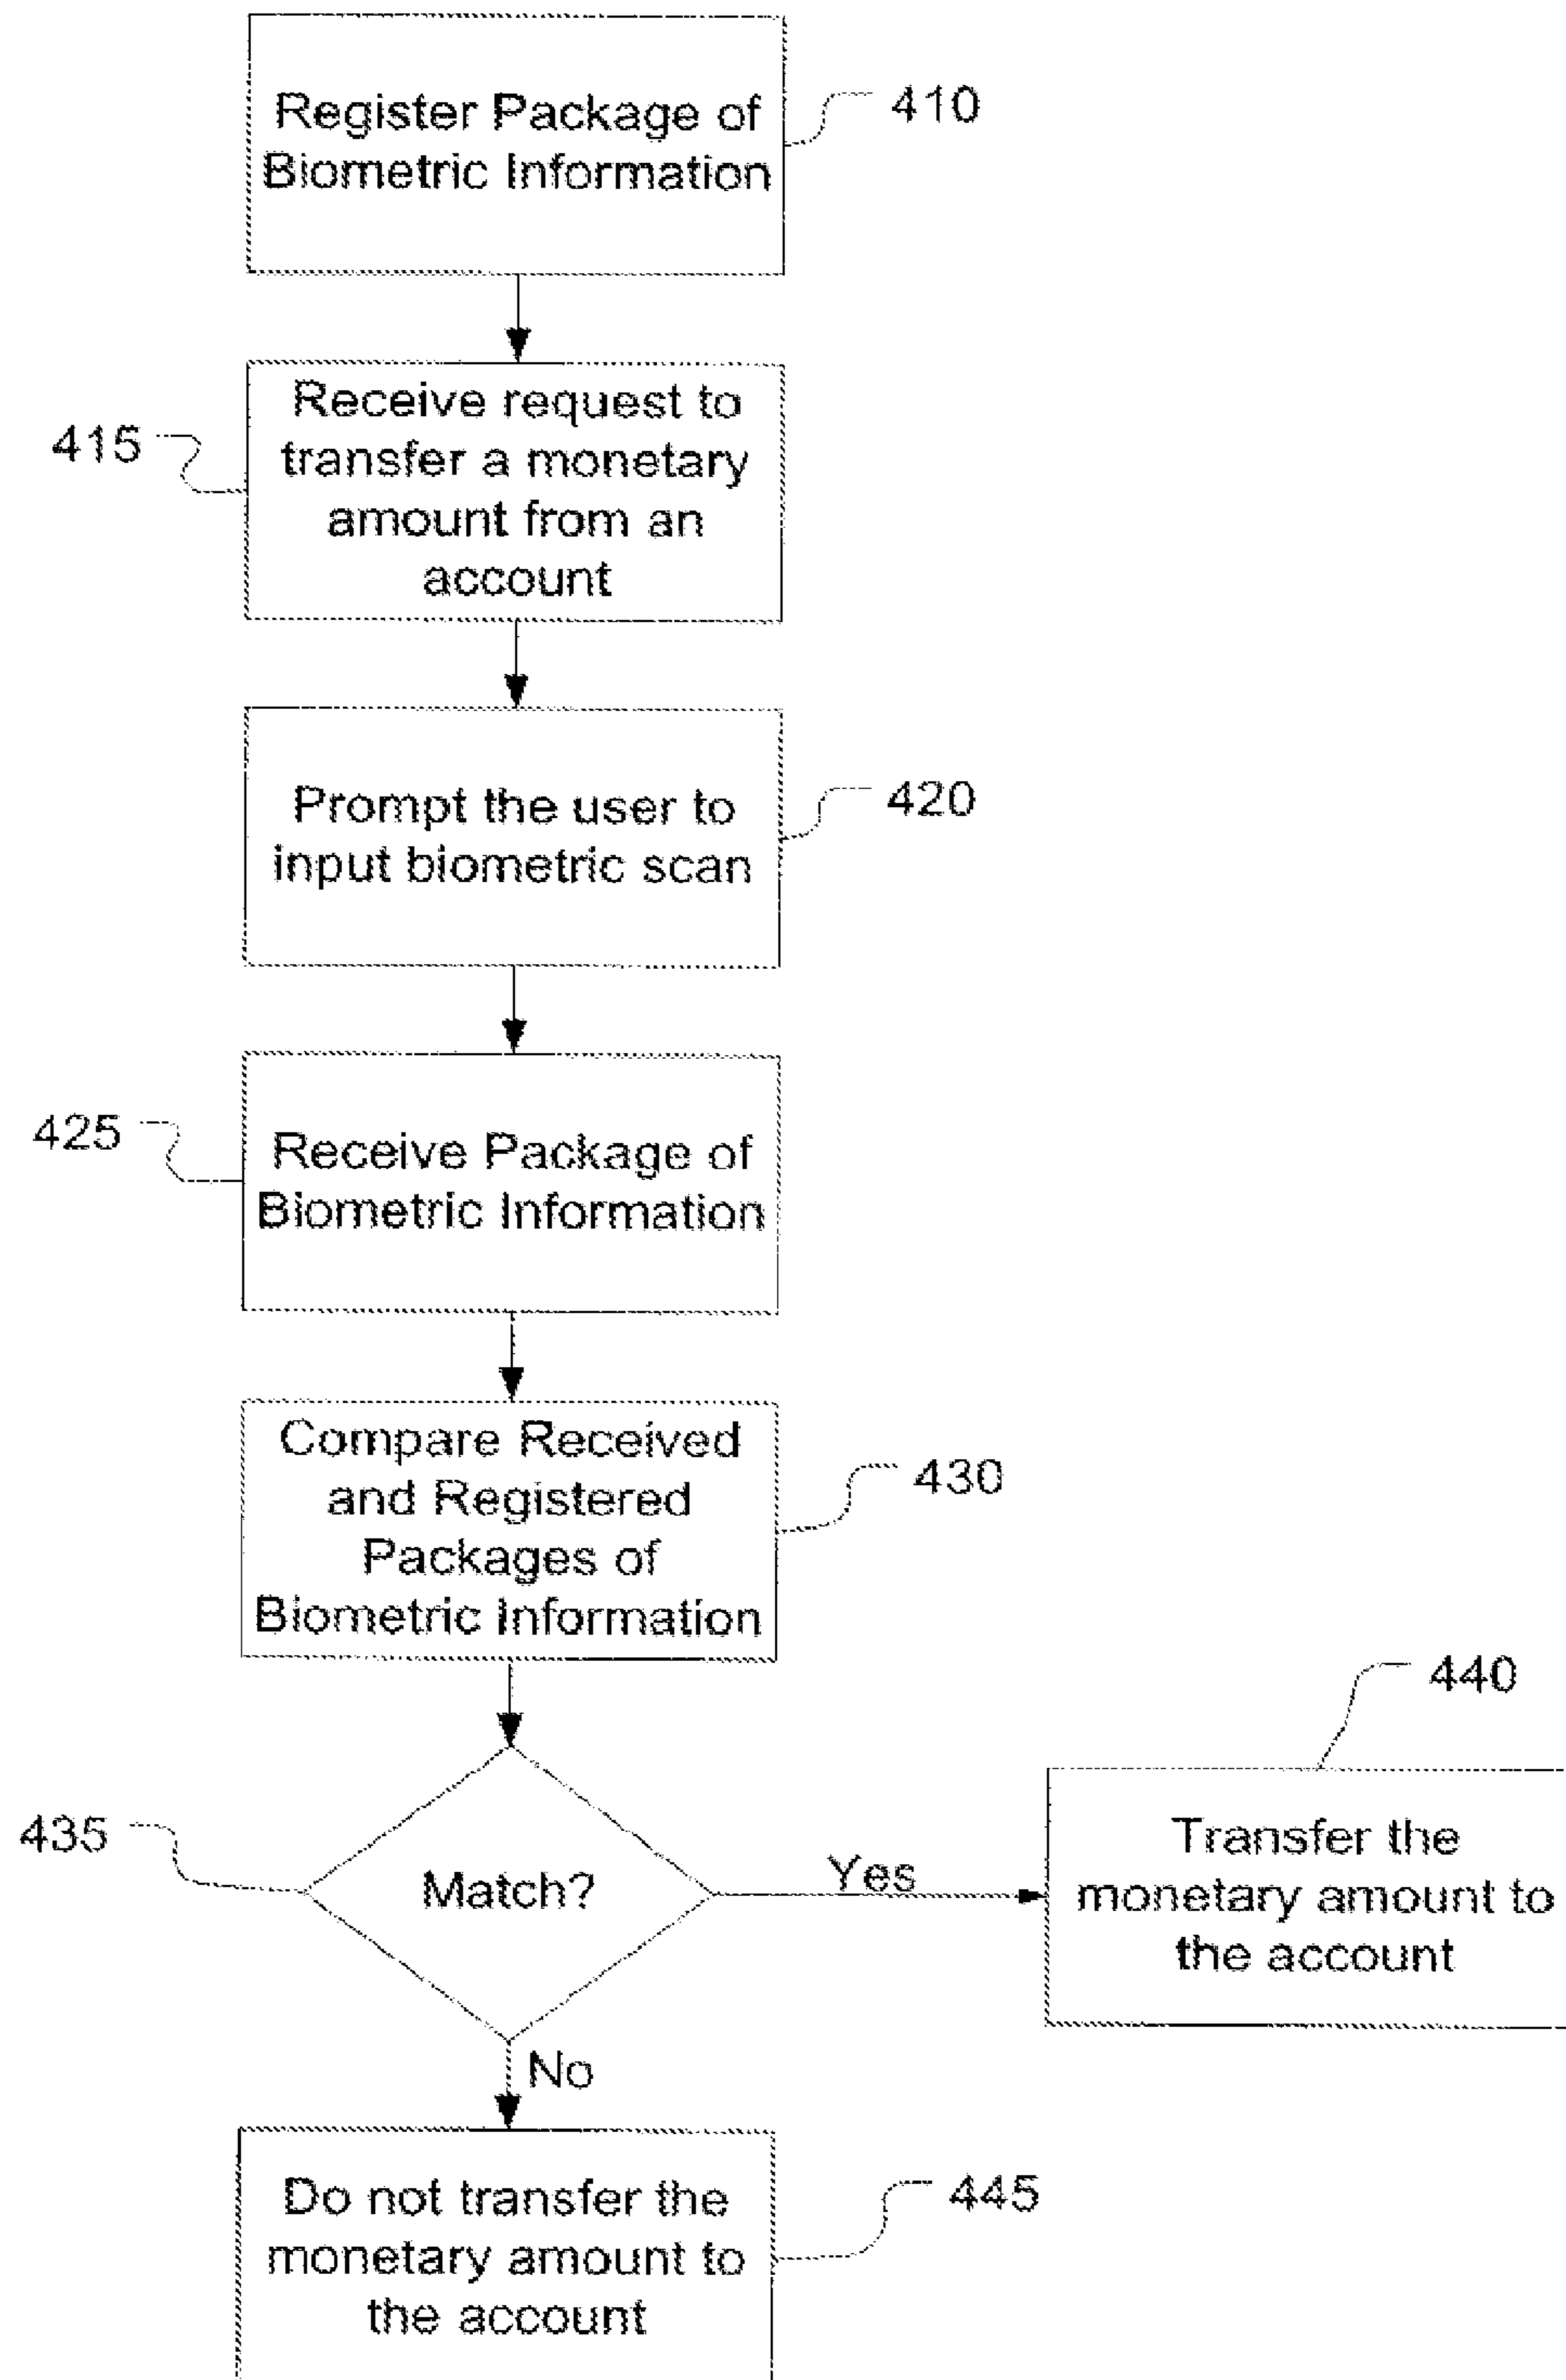 Register Package of
Biometric Information
410
Receive request to
transfer a monetary
amount from an
account
415
Prompt the user to
input biometric scan
420
425
Receive Package of
Biometric Information
Compare Received
and Registered
Packages of
Biometric Information
430
435
Match?
Yes
440
Transfer the
monetary amount to
the account
No
Do not transfer the
monetary amount to
the account
445